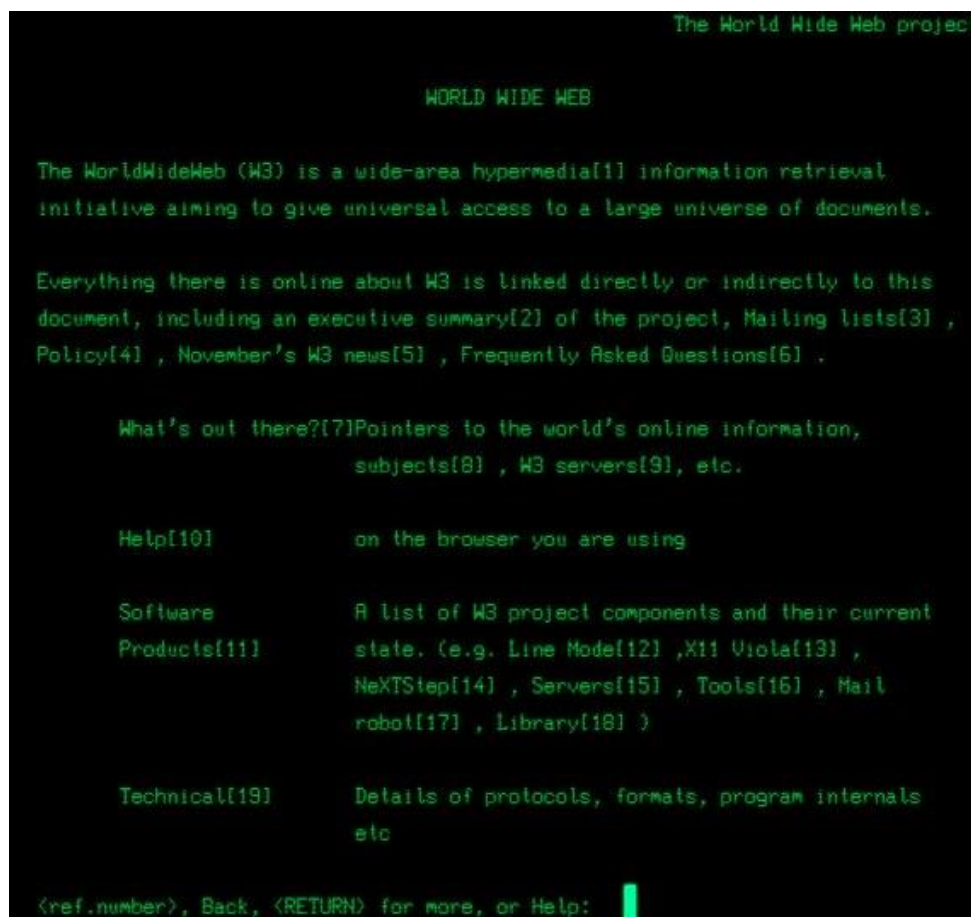 The World Wide Web projec
WORLD WIDE WEB
The WorldWideWeb (W3) is a wide-area hypermedia[1] information retrieval
initiative aiming to give universal access to a large universe of documents.
Everything there is online about W3 is linked directly or indirectly to this
document, including an executive summary[2] of the project, Mailing lists[3] ,
Policy[4] , November's W3 news[5] , Frequently Asked Questions[6] .
What's out there?[7]Pointers to the world's online information,
subjects[8] , W3 servers[9], etc.
Help[10] on the browser you are using
Software A list of W3 project components and their current
Products[11] state. (e.g. Line Mode[12] ,X11 Viola[13] ,
NeXTStep[14] , Servers[15] , Tools[16] , Mail
robot[17] , Library[18] )
Technical[19] Details of protocols, formats, program internals
etc
<ref.number>, Back, <RETURN> for more, or Help: